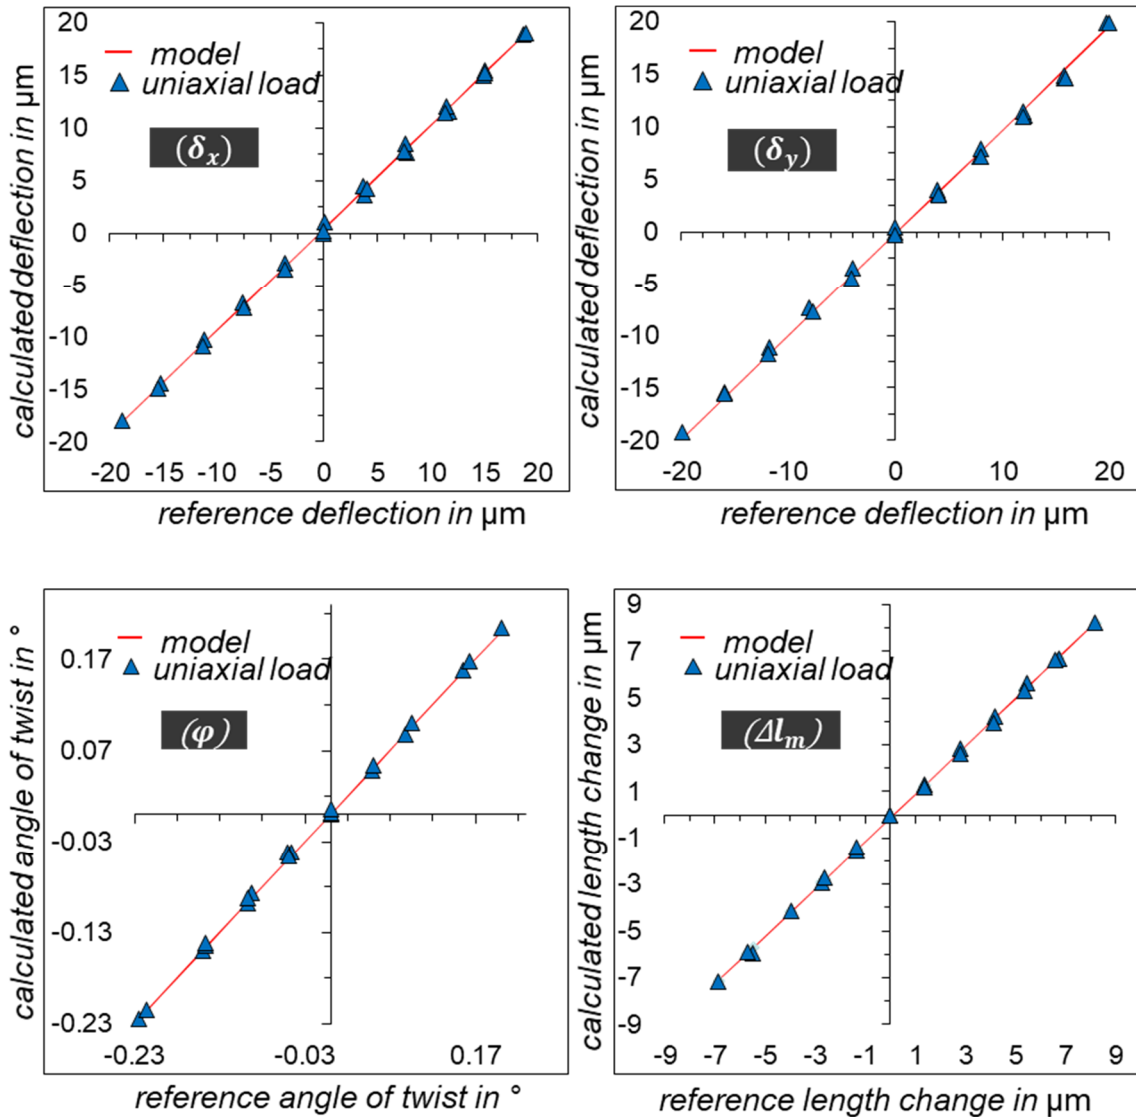 20
15
10
5
0
-5
-10
-15
-20
calculated deflection in µm
model
uniaxial load
(δx)
-20 -15 -10 -5 0 5 10 15 20
reference deflection in µm
20
15
10
5
0
-5
-10
-15
-20
calculated deflection in µm
model
uniaxial load
(δy)
-20 -10 0 10 20
reference deflection in µm
0.17
0.07
-0.03
-0.13
-0.23
calculated angle of twist in °
model
uniaxial load
(φ)
-0.23 -0.03 0.17
reference angle of twist in °
9
7
5
3
1
-1
-3
-5
-7
-9
calculated length change in µm
model
uniaxial load
(Δlm)
-9 -7 -5 -3 -1 1 3 5 7 9
reference length change in µm